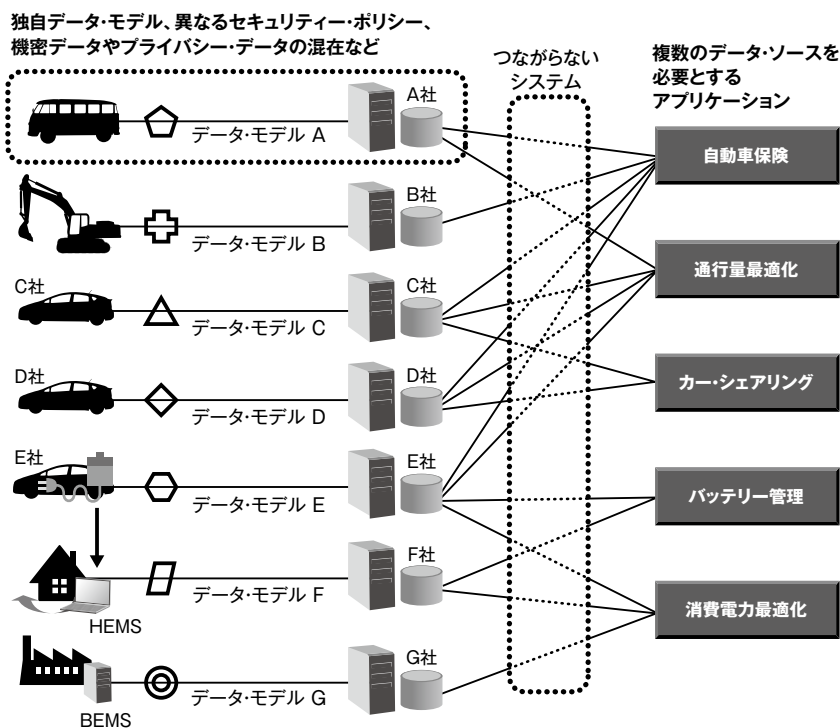 独自データ・モデル、異なるセキュリティー・ポリシー、
機密データやプライバシー・データの混在など
つながらない
システム
複数のデータ・ソースを
必要とする
アプリケーション
A社
データ・モデル A
自動車保険
B社
データ・モデル B
通行量最適化
C社
C社
データ・モデル C
カー・シェアリング
D社
D社
データ・モデル D
E社
E社
データ・モデル E
バッテリー管理
F社
データ・モデル F
HEMS
消費電力最適化
G社
データ・モデル G
BEMS